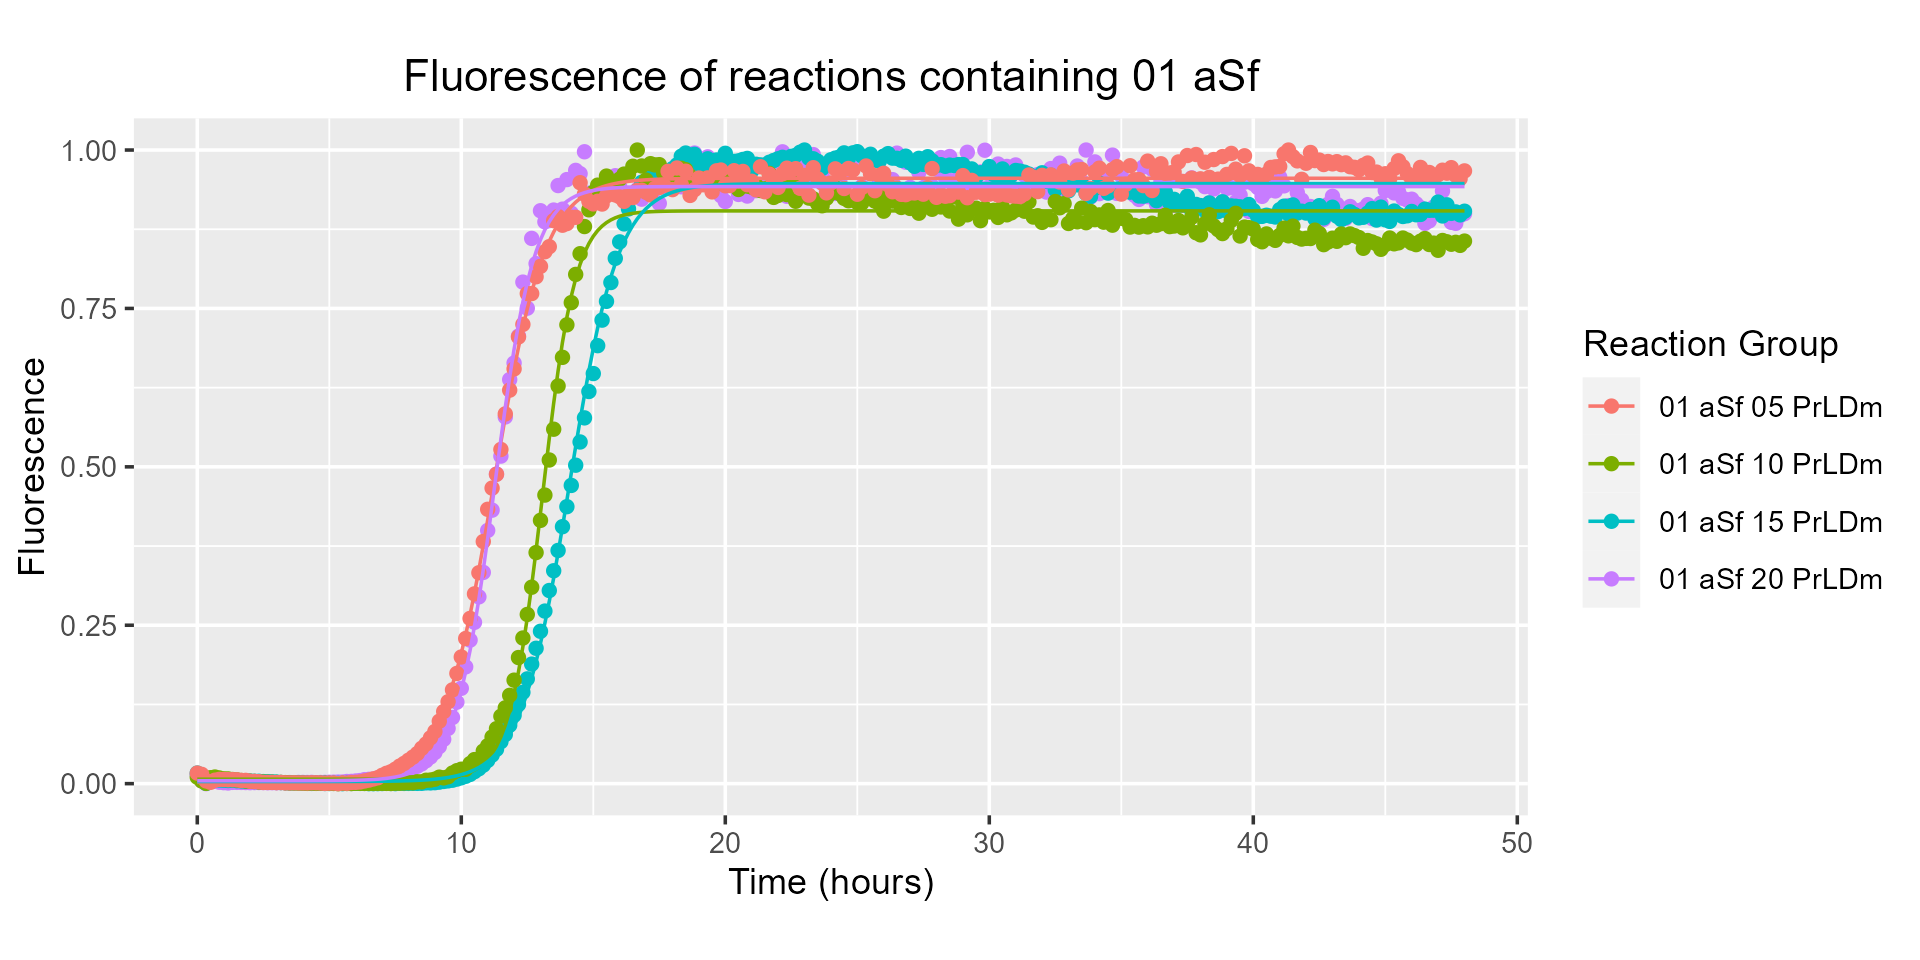 Fluorescence of reactions containing 01 aSf
1.00
0.75
0.50
0.25
0.00
Fluorescence
0 10 20 30 40 50
Time (hours)
Reaction Group
01 aSf 05 PrLDm
01 aSf 10 PrLDm
01 aSf 15 PrLDm
01 aSf 20 PrLDm